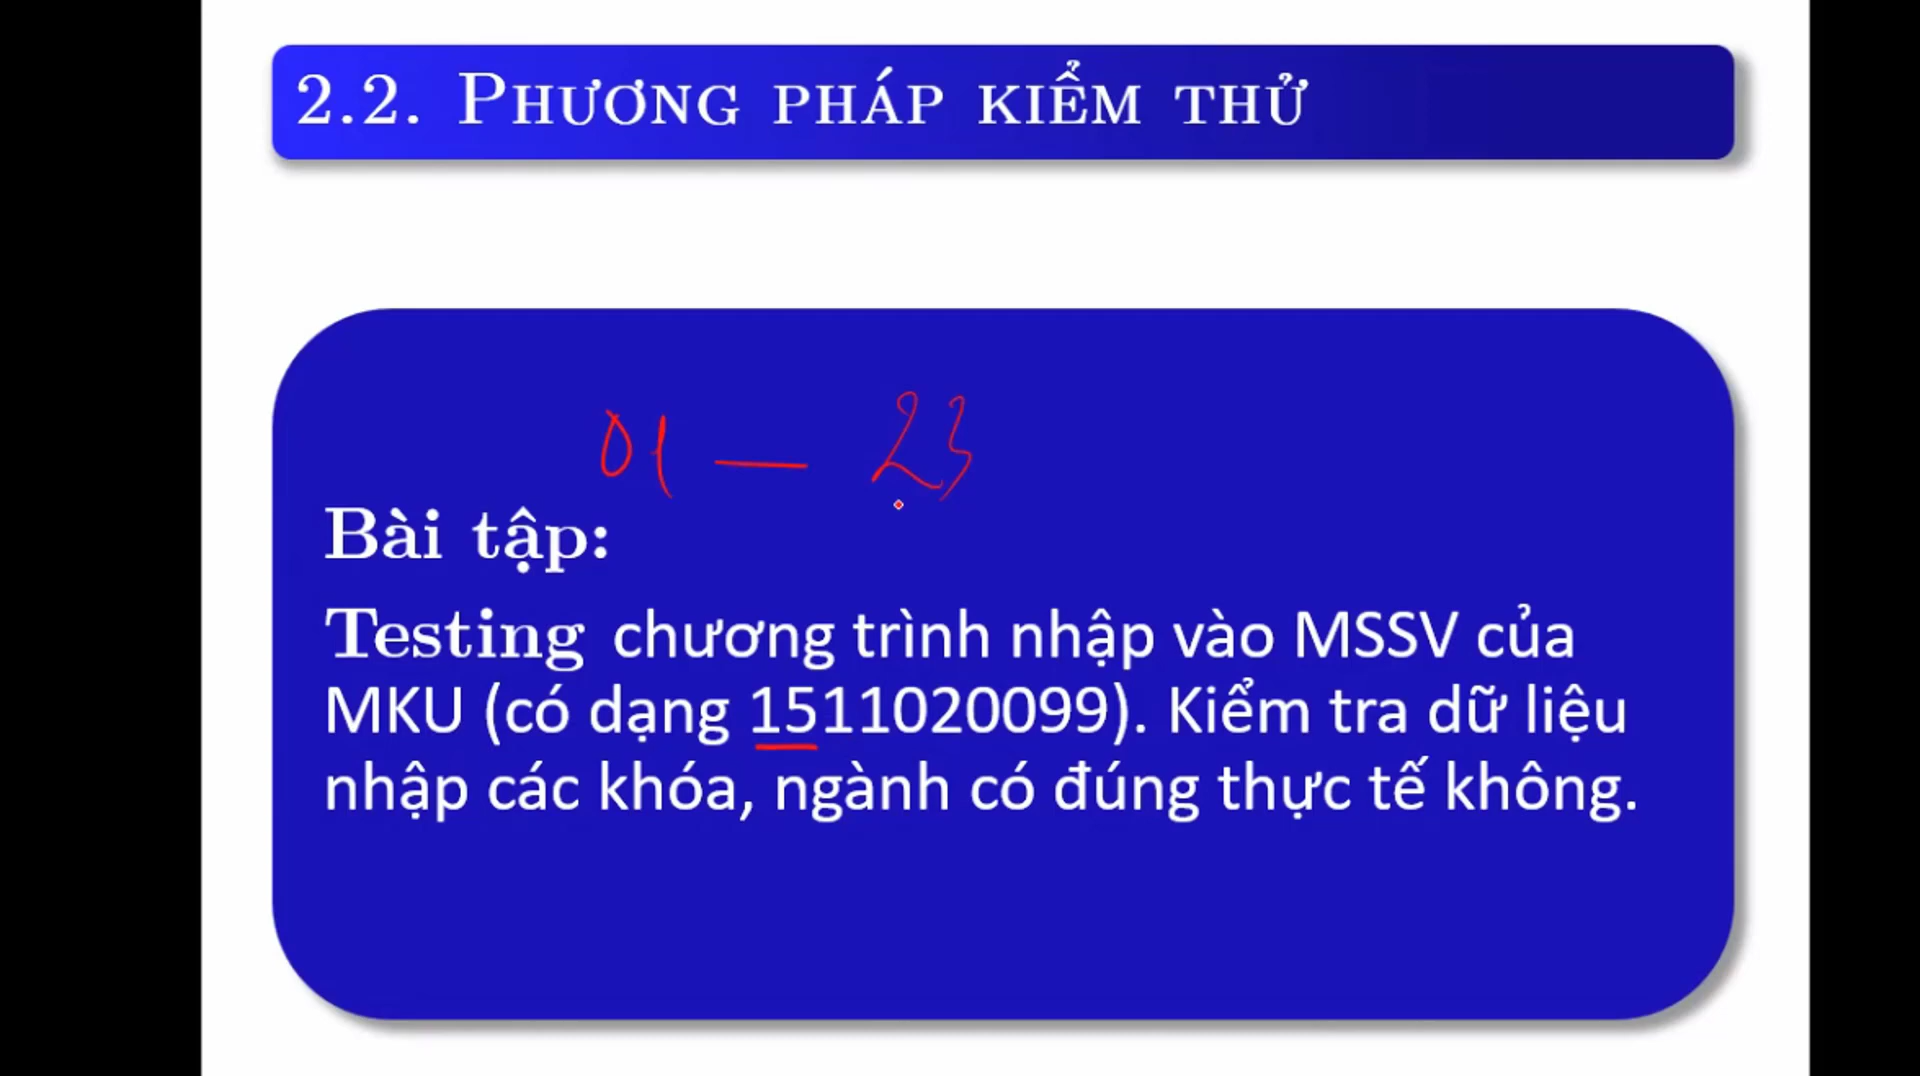 2.2. PHƯƠNG PHÁP KIỂM THỬ
01 — 23
Bài tập:
Testing chương trình nhập vào MSSV của
MKU (có dạng 1511020099). Kiểm tra dữ liệu
nhập các khóa, ngành có đúng thực tế không.